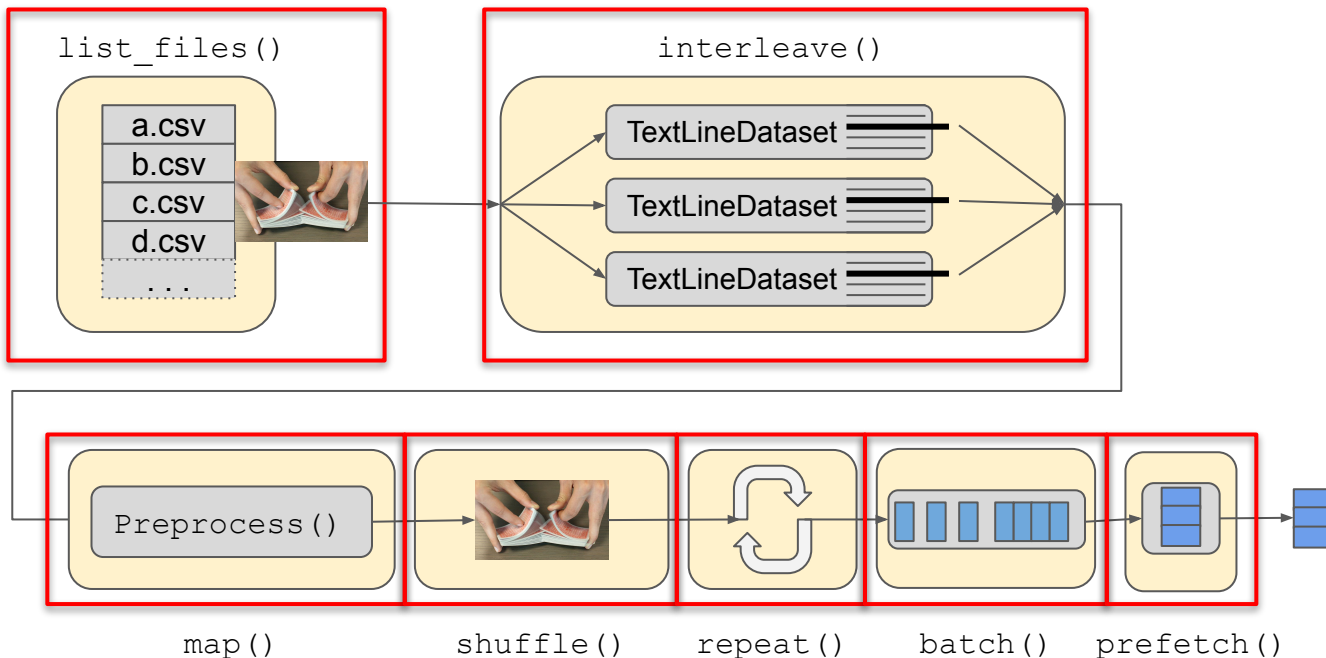 list_files()
interleave()
a.csv
b.csv
c.csv
d.csv
...
TextLineDataset
TextLineDataset
TextLineDataset
Preprocess()
map()
shuffle()
repeat()
batch()
prefetch()